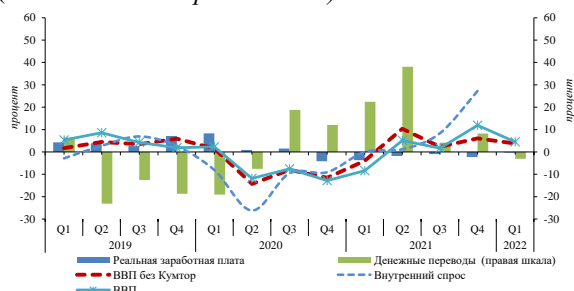 60 60
50 50
40 40
30 30
20 20
10 10
0 0
-10 -10
-20 -20
-30 -30
процент
процент
Q1 Q2 Q3 Q4 Q1 Q2 Q3 Q4 Q1 Q2 Q3 Q4 Q1
2019 2020 2021 2022
Реальная заработная плата Денежные переводы (правая шкала)
ВВП без Кумтор Внутренний спрос
ВВП